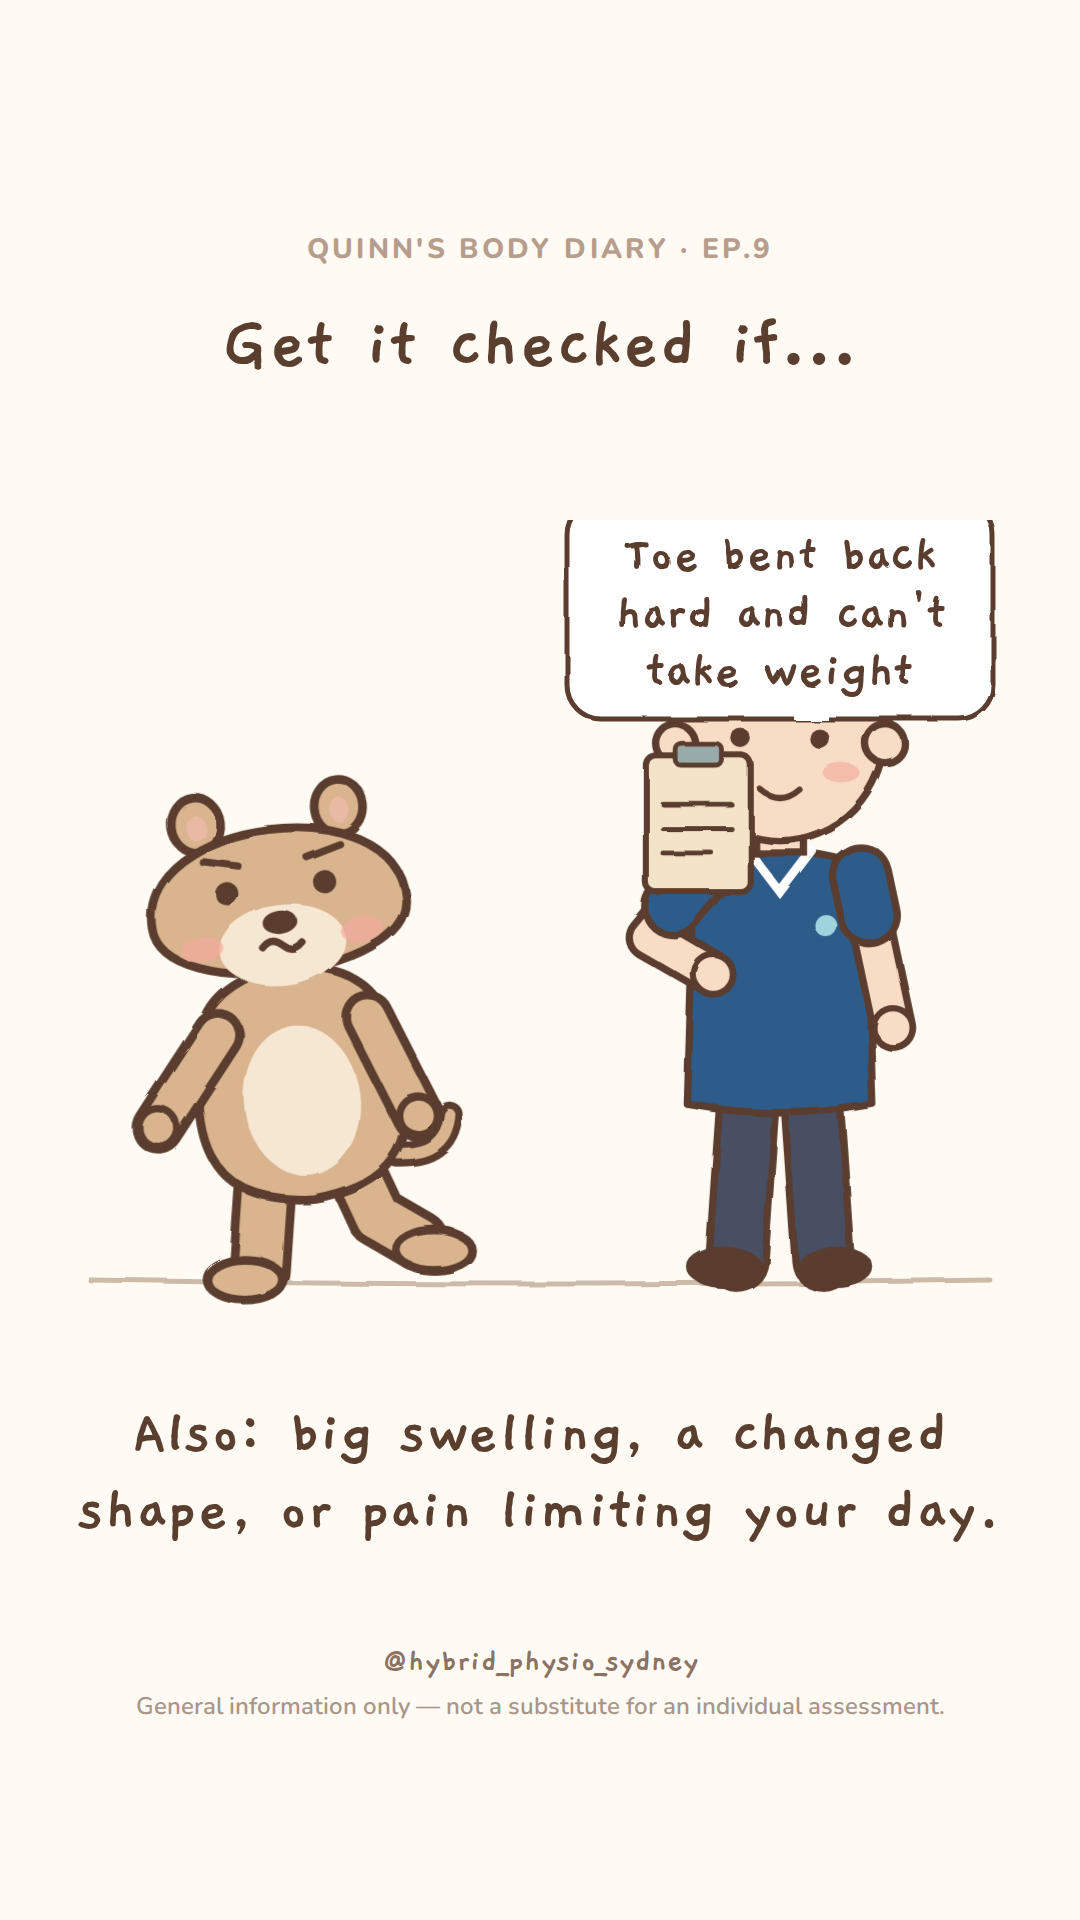 QUINN'S BODY DIARY · EP.9
Get it checked if...
Toe bent back
hard and can't
take weight
Also: big swelling, a changed
shape, or pain limiting your day.
@hybrid_physio_sydney
General information only — not a substitute for an individual assessment.